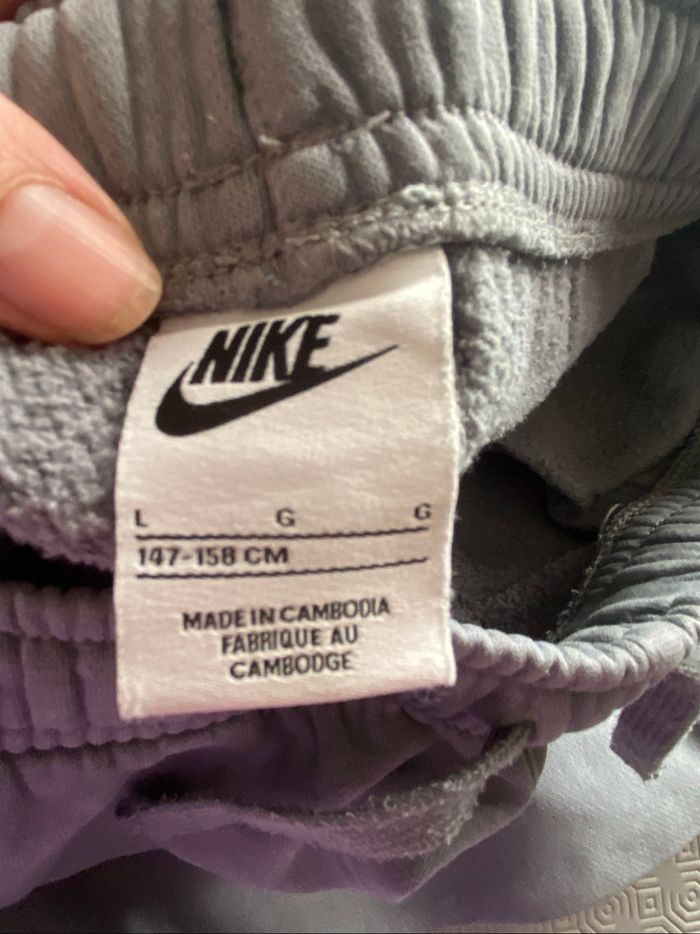 NIKE
L G G
147-158 CM
MADE IN CAMBODIA
FABRIQUE AU
CAMBODGE